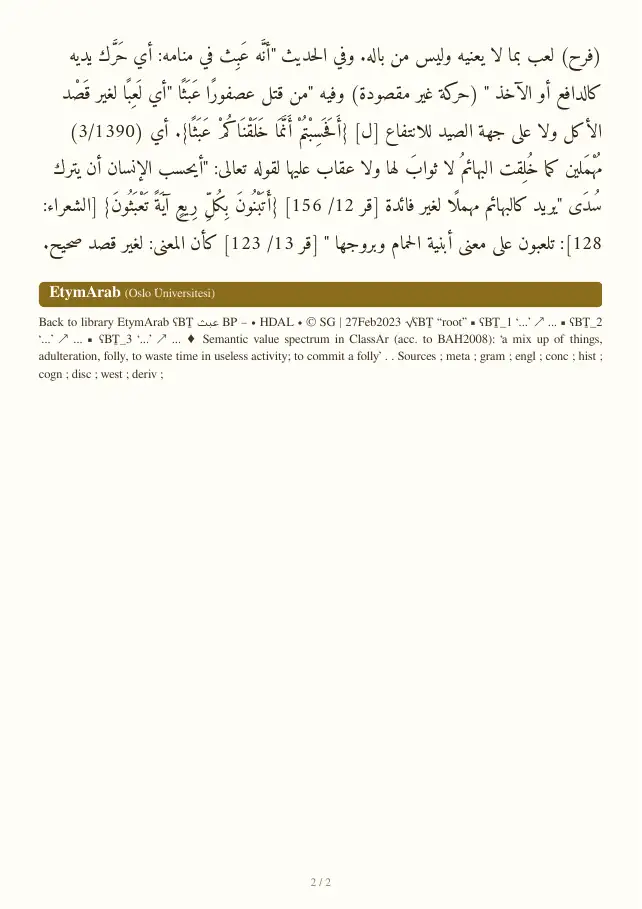 (فرح) لعب بما لا يعنيه وليس من باله. وفي الحديث "أنَّه عَبِث في منامه: أي حَرَّك يديه
كالدافع أو الآخذ " (حركة غير مقصودة) وفيه "من قتل عصفورًا عَبَثًا "أي لَعِبًا لغير قَصْد
الأكل ولا على جهة الصيد للانتفاع [ل] {أَفَحَسِبْتُمْ أَنَّمَا خَلَقْنَاكُمْ عَبَثًا}. أي (3/1390)
مُهْمَلين كما خُلِقت البهائمُ لا ثوابَ لها ولا عقاب عليها لقوله تعالى: "أيحسب الإنسان أن يترك
سُدَى "يريد كالبهائم مهملًا لغير فائدة [قر 12/ 156] {أَتَبْنُونَ بِكُلِّ رِيعٍ آيَةً تَعْبَثُونَ} [الشعراء:
128]: تلعبون على معنى أبنية الحمام وبروجها " [قر 13/ 123] كأن المعنى: لغير قصد صحيح.
EtymArab (Oslo Üniversitesi)
Back to library EtymArab ʕBṮ عبث BP – • HDAL • © SG | 27Feb2023 √ʕBṮ “root” ▪ ʕBṮ_1 ‘...’ ↗ ... ▪ ʕBṮ_2
‘...’ ↗ ... ▪ ʕBṮ_3 ‘...’ ↗ ... ♦ Semantic value spectrum in ClassAr (acc. to BAH2008): ‘a mix up of things,
adulteration, folly, to waste time in useless activity; to commit a folly’ . . Sources ; meta ; gram ; engl ; conc ; hist ;
cogn ; disc ; west ; deriv ;
2 / 2